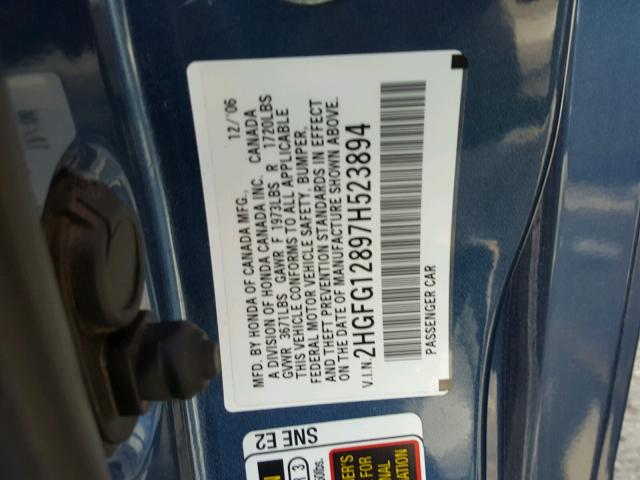 MFD. BY HONDA OF CANADA MFG., 12/'06
A DIVISION OF HONDA CANADA INC. CANADA
GVWR 3671LBS GAWR F 1973LBS R 1720LBS
THIS VEHICLE CONFORMS TO ALL APPLICABLE
FEDERAL MOTOR VEHICLE SAFETY, BUMPER,
AND THEFT PREVENTION STANDARDS IN EFFECT
ON THE DATE OF MANUFACTURE SHOWN ABOVE.
V.I.N. 2HGFG12897H523894
PASSENGER CAR
SNE E2
R 3